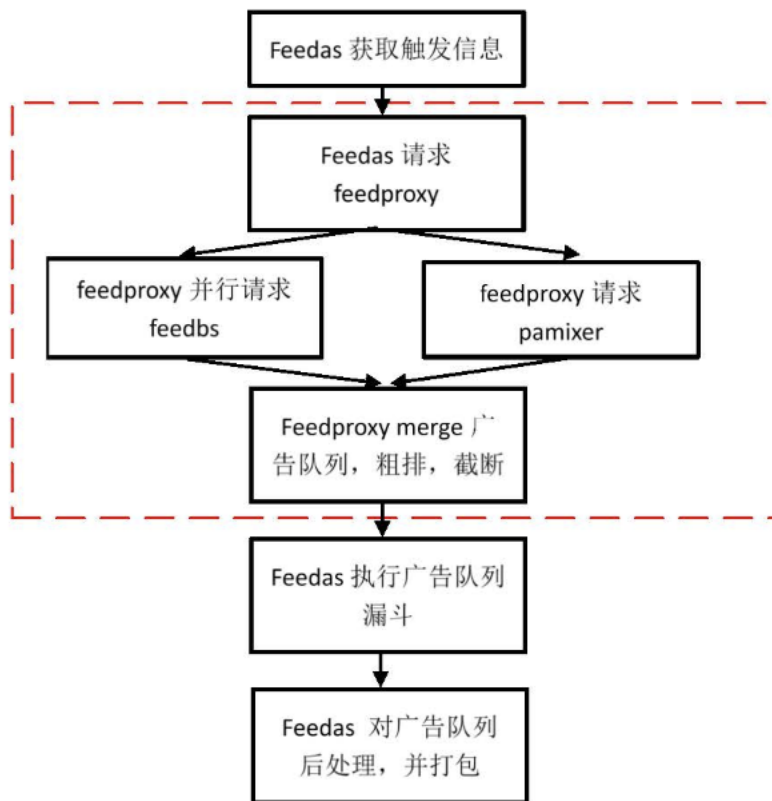 Feedas 获取触发信息
Feedas 请求
feedproxy
feedproxy 并行请求
feedbs
feedproxy 请求
pamixer
Feedproxy merge 广
告队列，粗排，截断
Feedas 执行广告队列
漏斗
Feedas 对广告队列
后处理，并打包